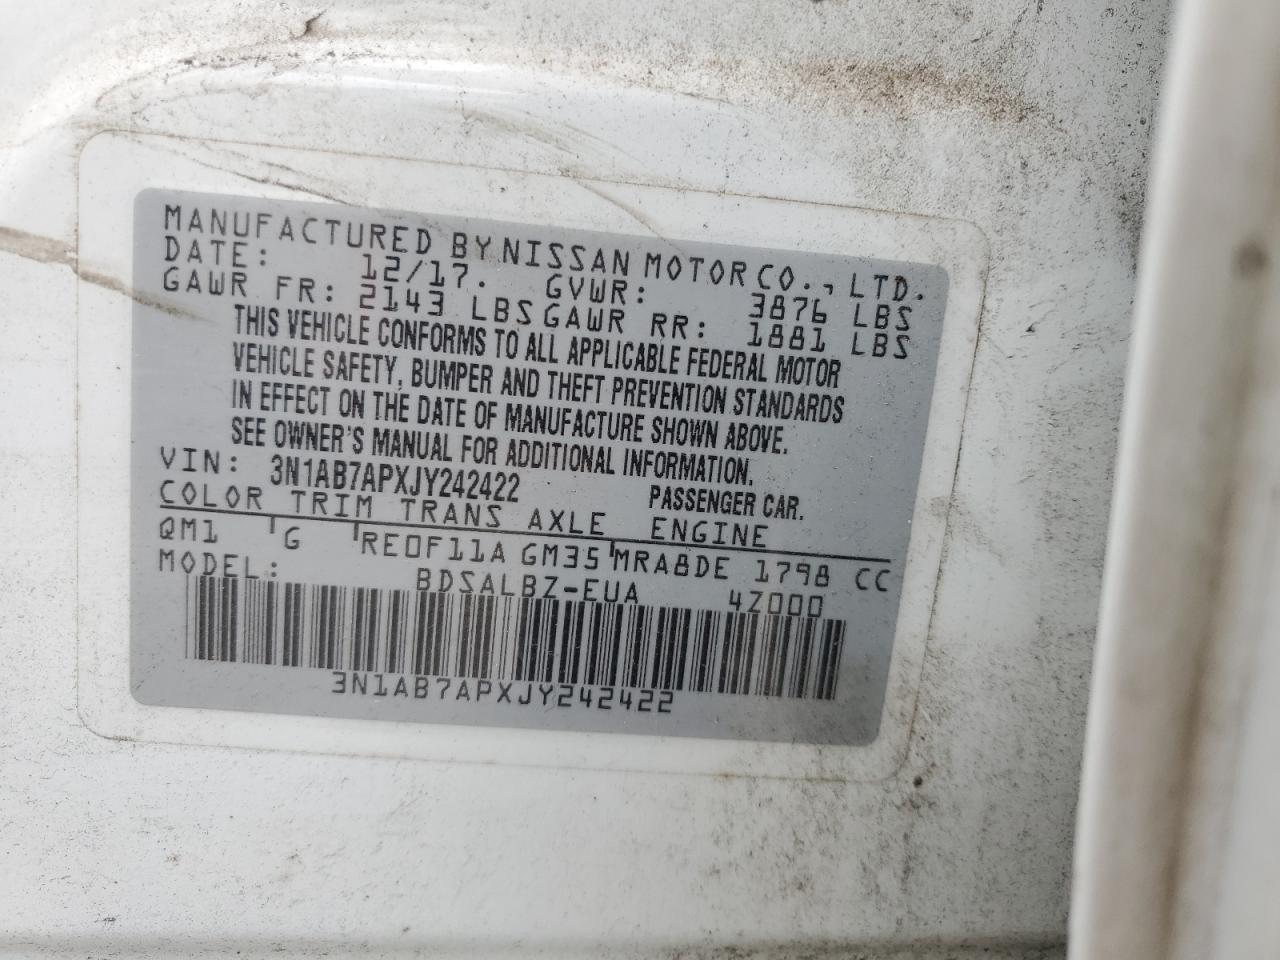 MANUFACTURED BY NISSAN MOTOR CO., LTD.
DATE: 12/17. GVWR: 3876 LBS
GAWR FR: 2143 LBS GAWR RR: 1881 LBS
THIS VEHICLE CONFORMS TO ALL APPLICABLE FEDERAL MOTOR
VEHICLE SAFETY, BUMPER AND THEFT PREVENTION STANDARDS
IN EFFECT ON THE DATE OF MANUFACTURE SHOWN ABOVE.
SEE OWNER'S MANUAL FOR ADDITIONAL INFORMATION.
VIN: 3N1AB7APXJY242422 PASSENGER CAR.
COLOR TRIM TRANS AXLE ENGINE
QM1 G RE0F11A GM35 MRA8DE 1798 CC
MODEL: BDSALBZ-EUA 4Z000
3N1AB7APXJY242422